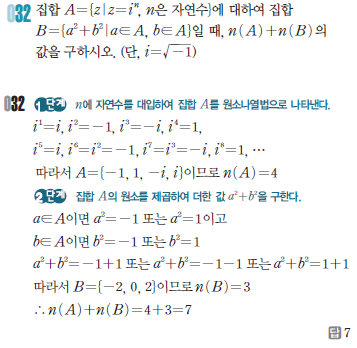 032 집합 A={z|z=iⁿ, n은 자연수}에 대하여 집합
B={a²+b²|a∈A, b∈A}일 때, n(A)+n(B)의
값을 구하시오. (단, i=√-1)
032 1단계 n에 자연수를 대입하여 집합 A를 원소나열법으로 나타낸다.
i¹=i, i²=-1, i³=-i, i⁴=1,
i⁵=i, i⁶=i²=-1, i⁷=i³=-i, i⁸=1, ⋯
따라서 A={-1, 1, -i, i}이므로 n(A)=4
2단계 집합 A의 원소를 제곱하여 더한 값 a²+b²을 구한다.
a∈A이면 a²=-1 또는 a²=1이고
b∈A이면 b²=-1 또는 b²=1
a²+b²=-1+1 또는 a²+b²=-1-1 또는 a²+b²=1+1
따라서 B={-2, 0, 2}이므로 n(B)=3
∴ n(A)+n(B)=4+3=7
답 7